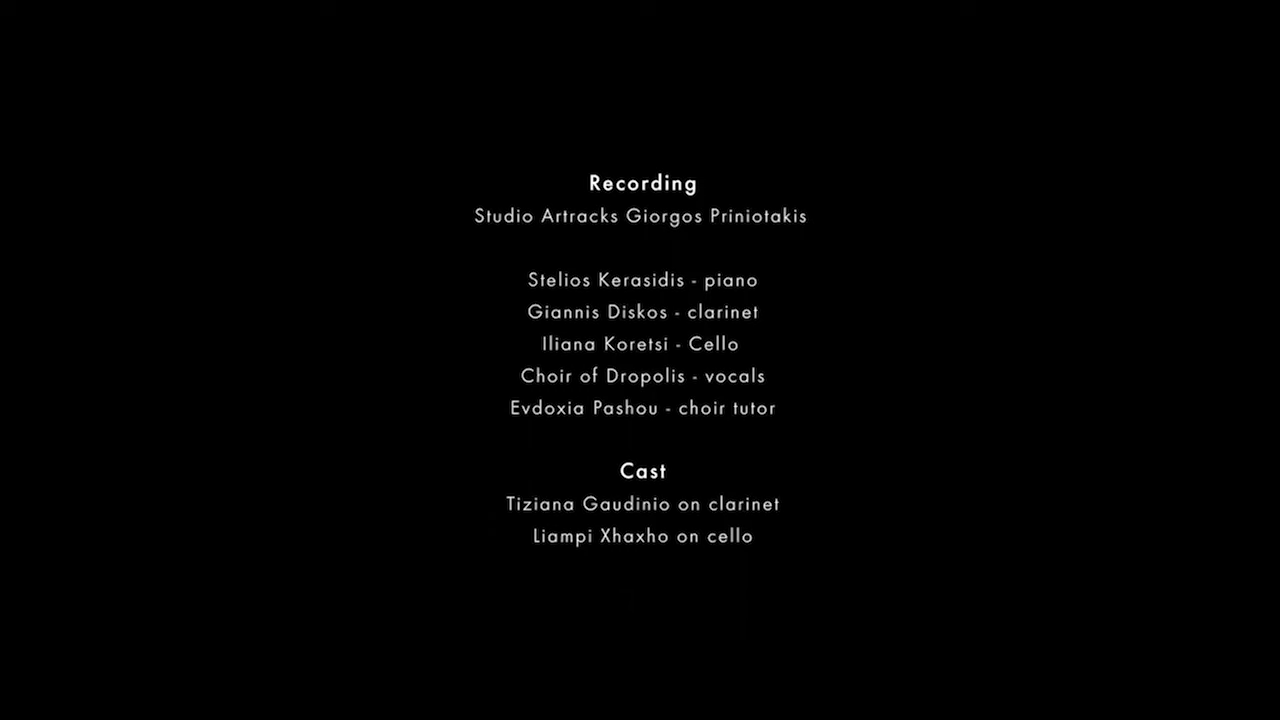 Recording
Studio Artracks Giorgos Priniotakis
Stelios Kerasidis - piano
Giannis Diskos - clarinet
Iliana Koretsi - Cello
Choir of Dropolis - vocals
Evdoxia Pashou - choir tutor
Cast
Tiziana Gaudinio on clarinet
Liampi Xhaxho on cello